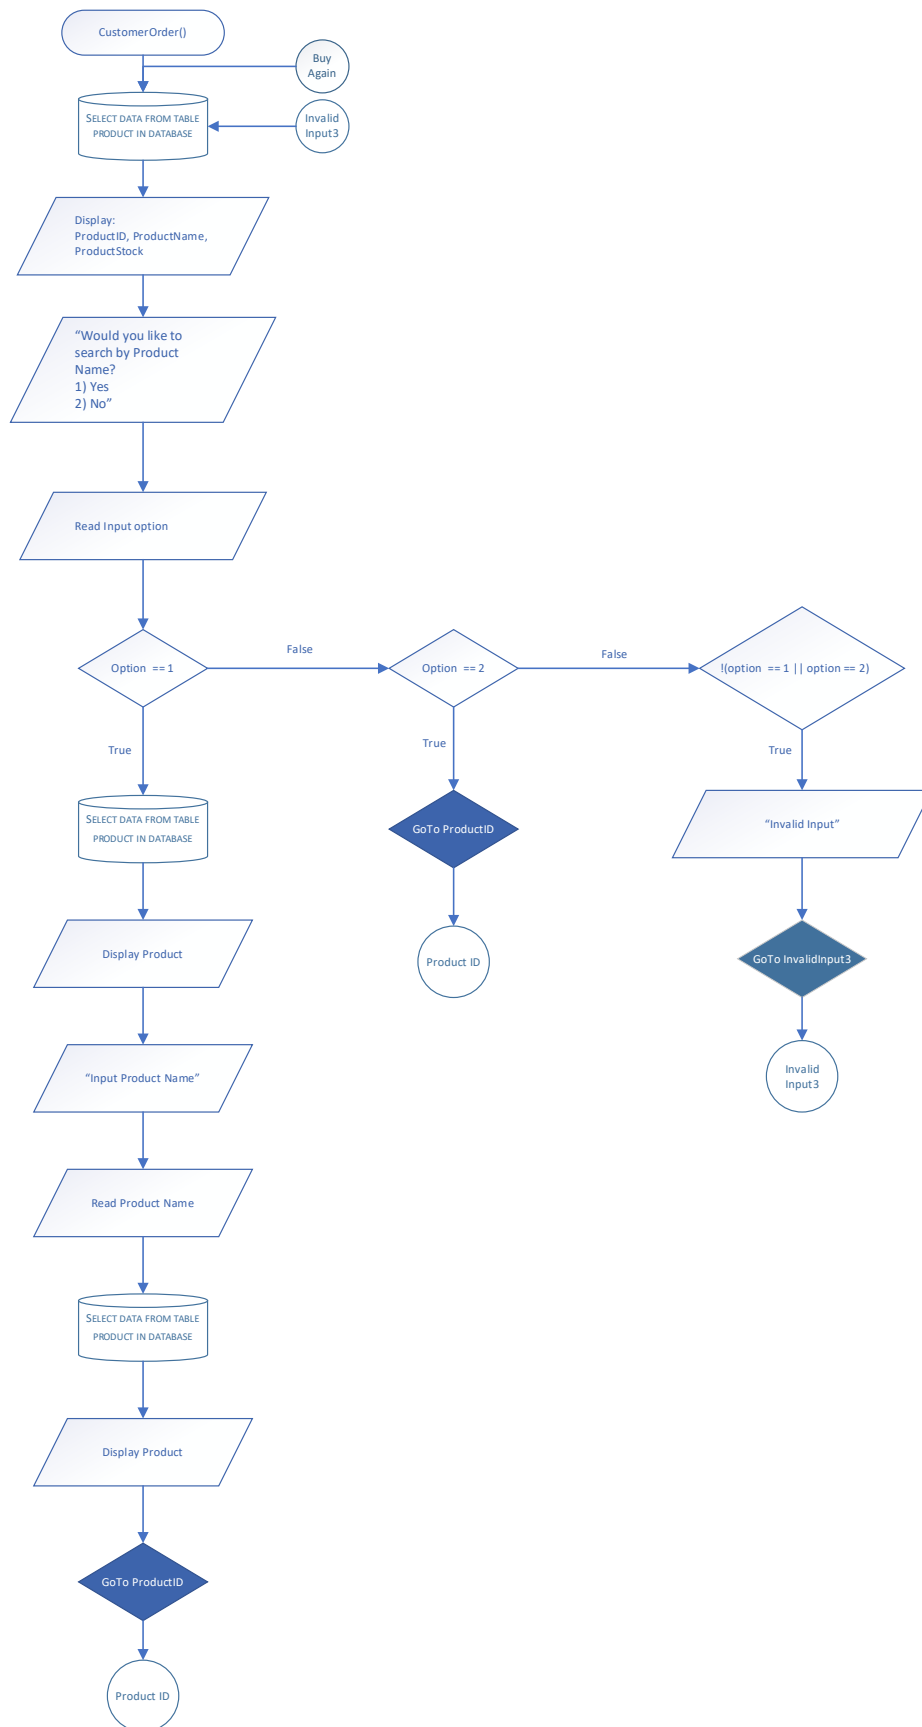 CustomerOrder()
Buy
Again
SELECT DATA FROM TABLE
PRODUCT IN DATABASE
Invalid
Input3
Display:
ProductID, ProductName,
ProductStock
“Would you like to
search by Product
Name?
1) Yes
2) No”
Read Input option
Option == 1
False
Option == 2
False
!(option == 1 || option == 2)
True
True
True
SELECT DATA FROM TABLE
PRODUCT IN DATABASE
GoTo ProductID
“Invalid Input”
Display Product
Product ID
GoTo InvalidInput3
“Input Product Name”
Invalid
Input3
Read Product Name
SELECT DATA FROM TABLE
PRODUCT IN DATABASE
Display Product
GoTo ProductID
Product ID